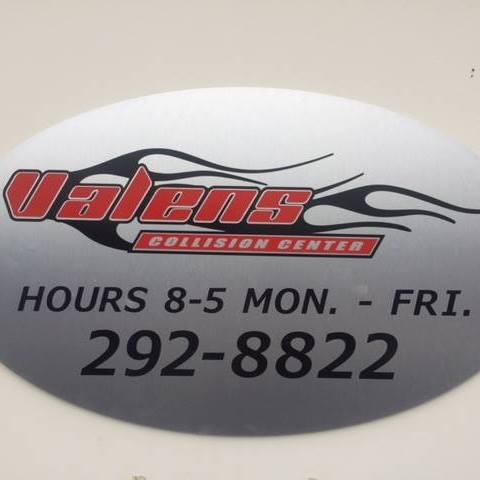 Valens
COLLISION CENTER
HOURS 8-5 MON. - FRI.
292-8822